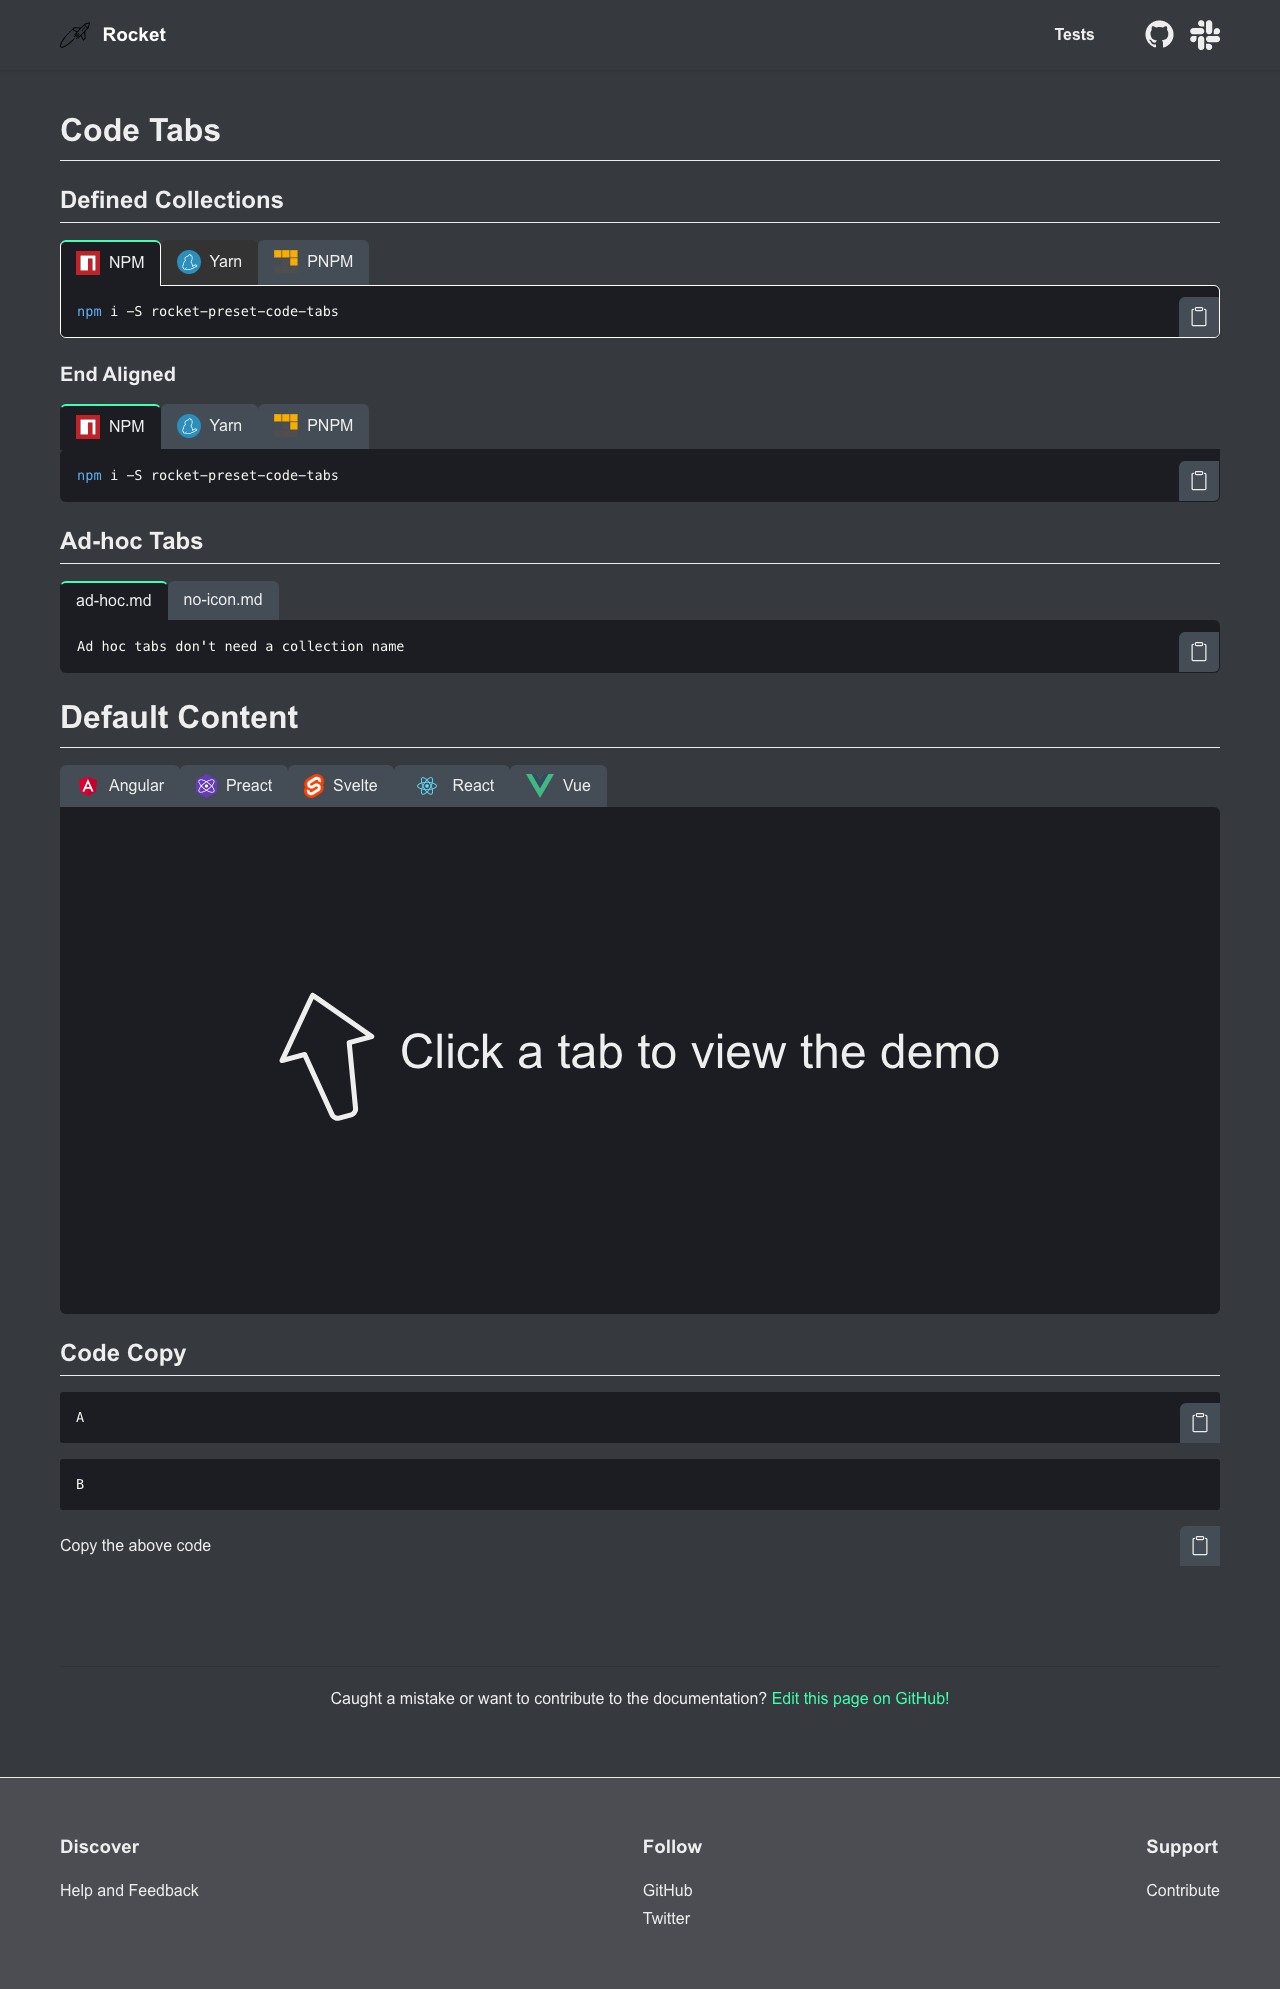 Rocket
Tests
Code Tabs
Defined Collections
NPM Yarn PNPM
npm i -S rocket-preset-code-tabs
End Aligned
NPM Yarn PNPM
npm i -S rocket-preset-code-tabs
Ad-hoc Tabs
ad-hoc.md no-icon.md
Ad hoc tabs don't need a collection name
Default Content
Angular Preact Svelte React Vue
Click a tab to view the demo
Code Copy
A
B
Copy the above code
Caught a mistake or want to contribute to the documentation? Edit this page on GitHub!
Discover
Help and Feedback
Follow
GitHub
Twitter
Support
Contribute